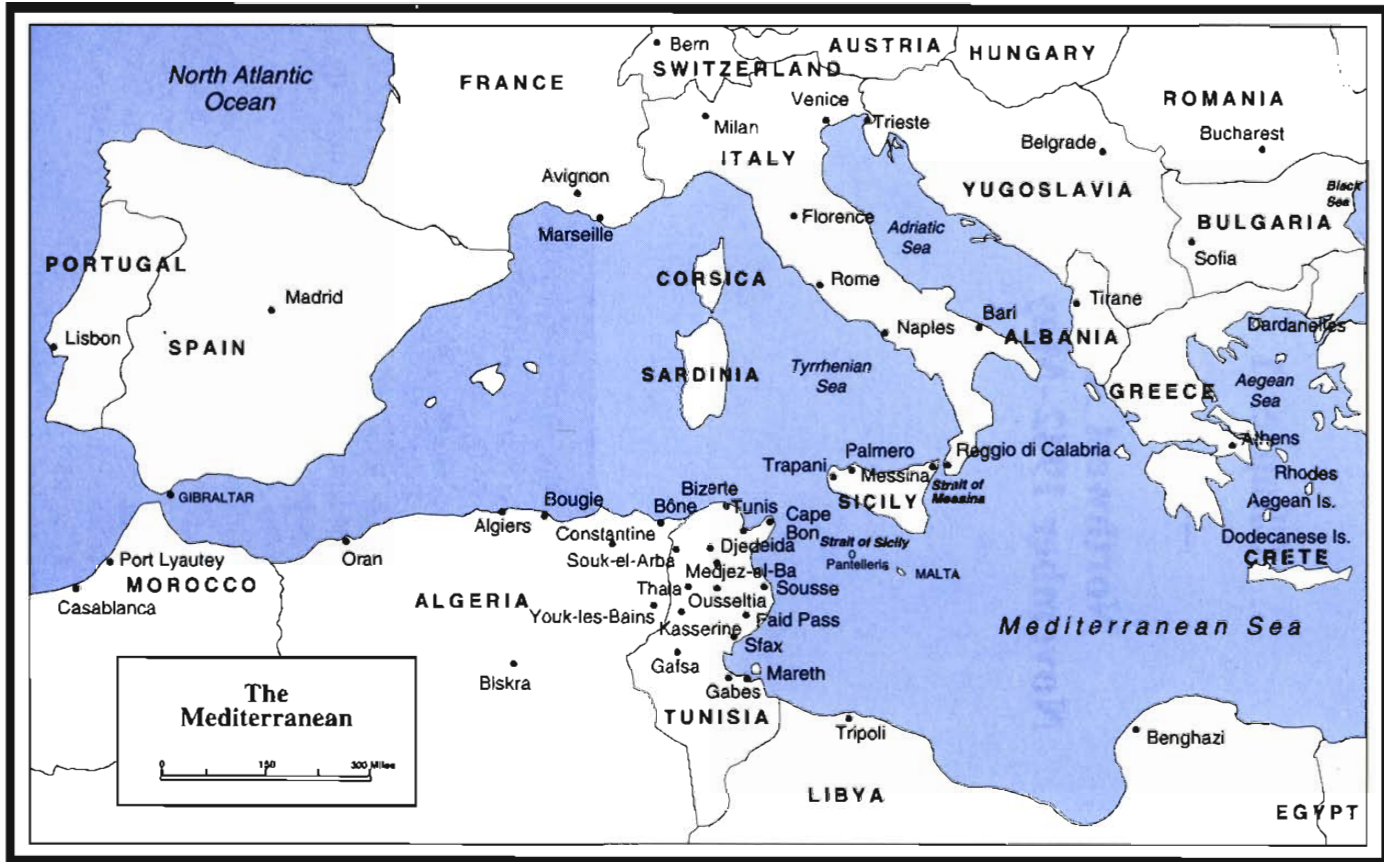 North Atlantic
Ocean
FRANCE
Bern
SWITZERLAND
AUSTRIA
HUNGARY
ROMANIA
Bucharest
Venice
Trieste
Milan
ITALY
Belgrade
YUGOSLAVIA
Black
Sea
BULGARIA
Sofia
Avignon
Marseille
Florence
Adriatic
Sea
PORTUGAL
Madrid
Lisbon
SPAIN
CORSICA
Rome
SARDINIA
Naples
Bari
Tirane
ALBANIA
Dardanelles
Tyrrhenian
Sea
GREECE
Aegean
Sea
Athens
Palmero
Trapani
Messina
Reggio di Calabria
Strait of
Messina
SICILY
Rhodes
Aegean Is.
Dodecanese Is.
CRETE
GIBRALTAR
Port Lyautey
MOROCCO
Casablanca
Oran
Algiers
Bougie
Constantine
Bône
Bizerte
Tunis
Cape
Bon
Strait of Sicily
Pantelleris
MALTA
Souk-el-Arba
Djedeida
Medjez-el-Ba
Thala
Ousseltia
Sousse
ALGERIA
Youk-les-Bains
Kasserine
Faid Pass
Sfax
Gafsa
Mareth
Gabes
Biskra
TUNISIA
Tripoli
Mediterranean Sea
Benghazi
LIBYA
EGYPT
The
Mediterranean
0 150 300 Miles